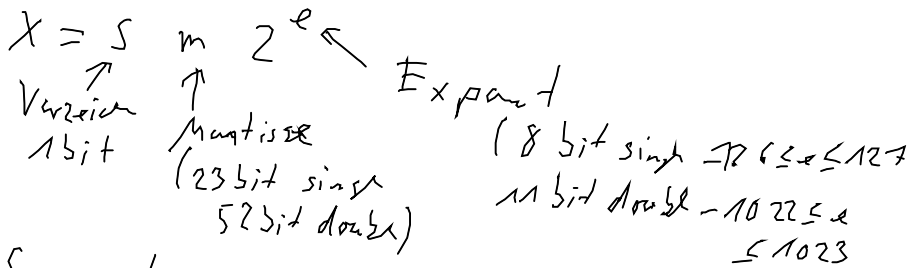 X = S m 2^e
Exponent
Vorzeichen
1 bit
Mantisse
(23 bit single
52 bit double)
(8 bit single -126 ≤ e ≤ 127
11 bit double -1022 ≤ e
≤ 1023